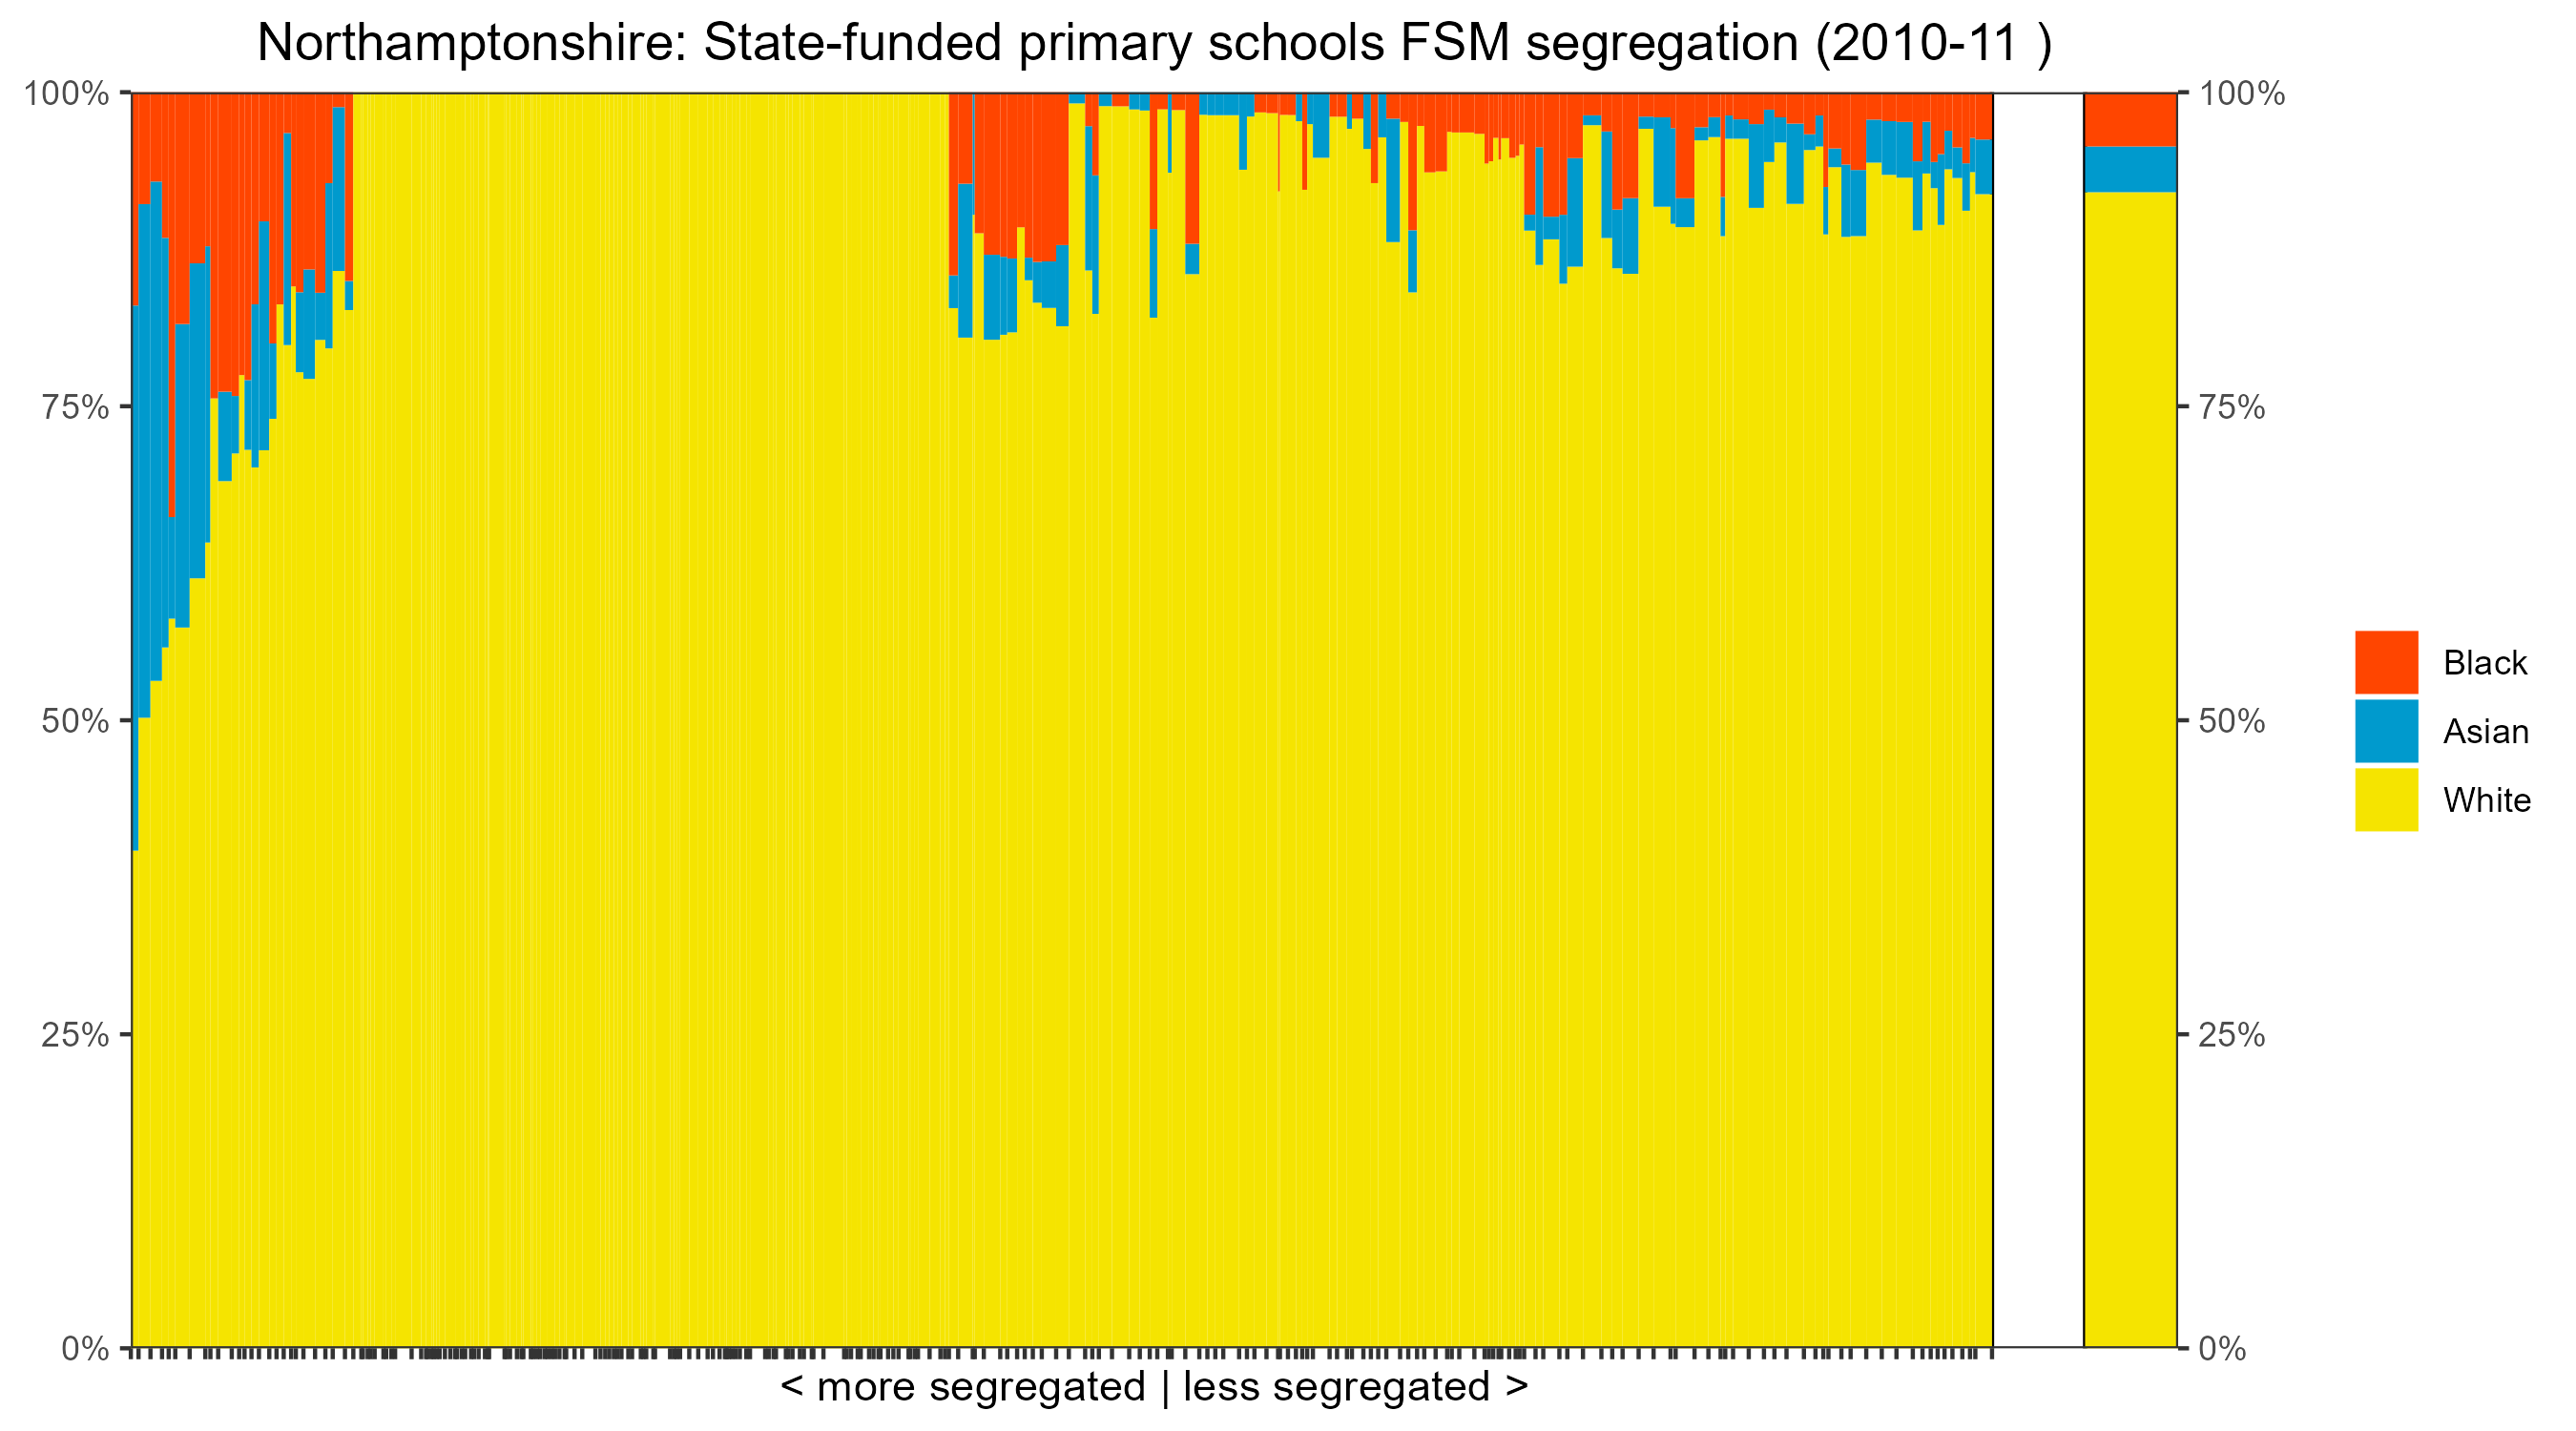 Northamptonshire: State-funded primary schools FSM segregation (2010-11 )
100%
75%
50%
25%
0%
100%
75%
50%
25%
0%
Black
Asian
White
< more segregated | less segregated >